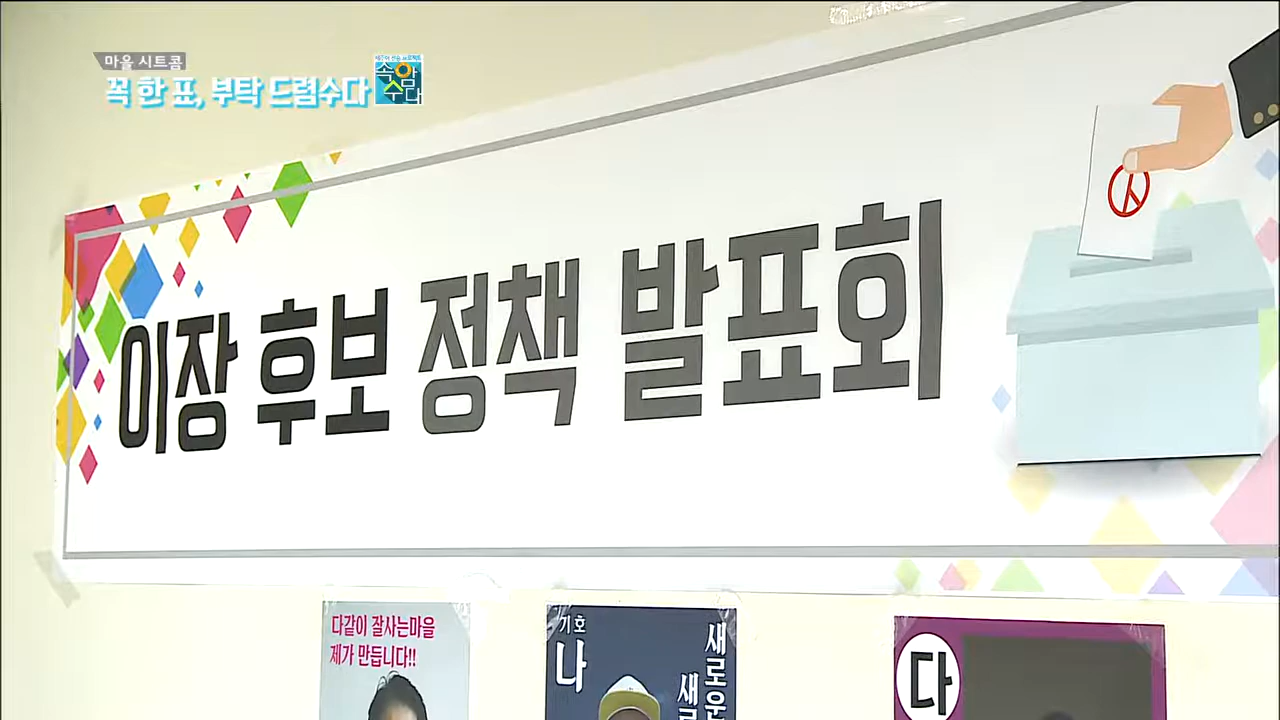 마을 시트콤
꼭 한 표, 부탁 드렴수다
속암
수다
이장 후보 정책 발표회
다같이 잘사는마을
제가 만듭니다!!
기호
나
새로운
다